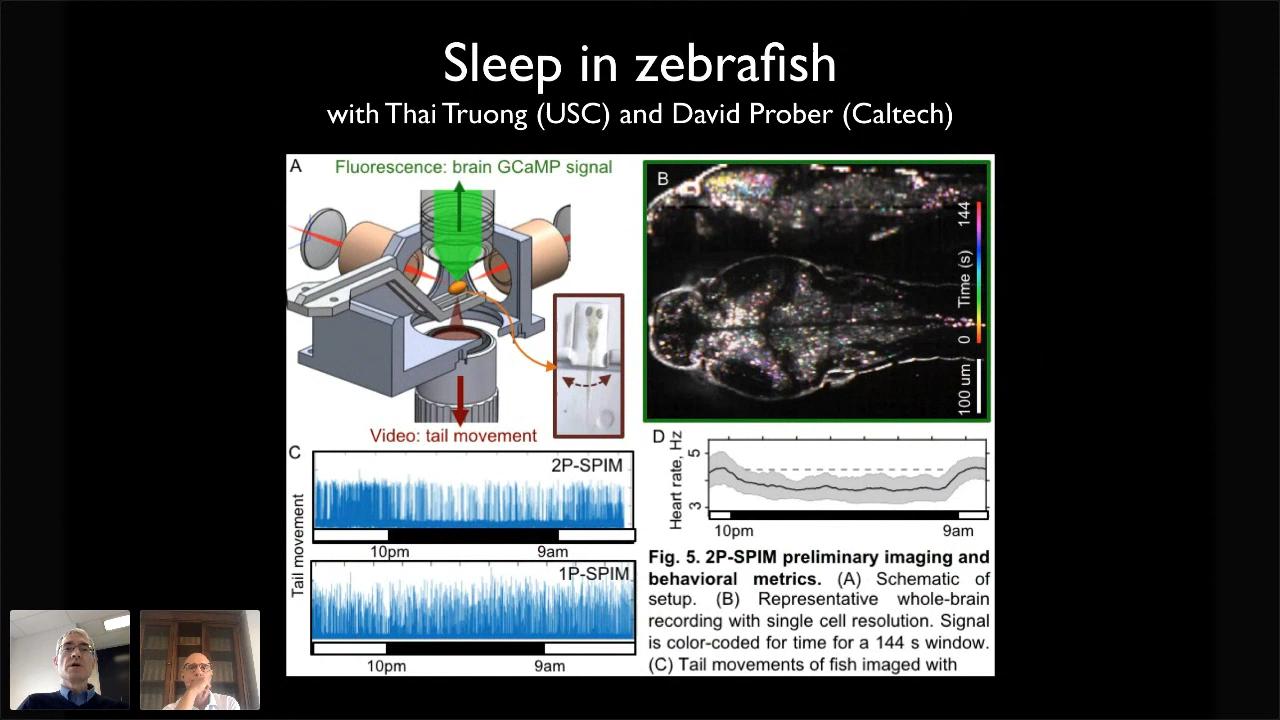 Sleep in zebrafish
with Thai Truong (USC) and David Prober (Caltech)
A
Fluorescence: brain GCaMP signal
Video: tail movement
B
0 Time (s) 144
100 um
C
Tail movement
2P-SPIM
10pm 9am
1P-SPIM
10pm 9am
D
Heart rate, Hz
5
3
10pm 9am
Fig. 5. 2P-SPIM preliminary imaging and
behavioral metrics. (A) Schematic of
setup. (B) Representative whole-brain
recording with single cell resolution. Signal
is color-coded for time for a 144 s window.
(C) Tail movements of fish imaged with